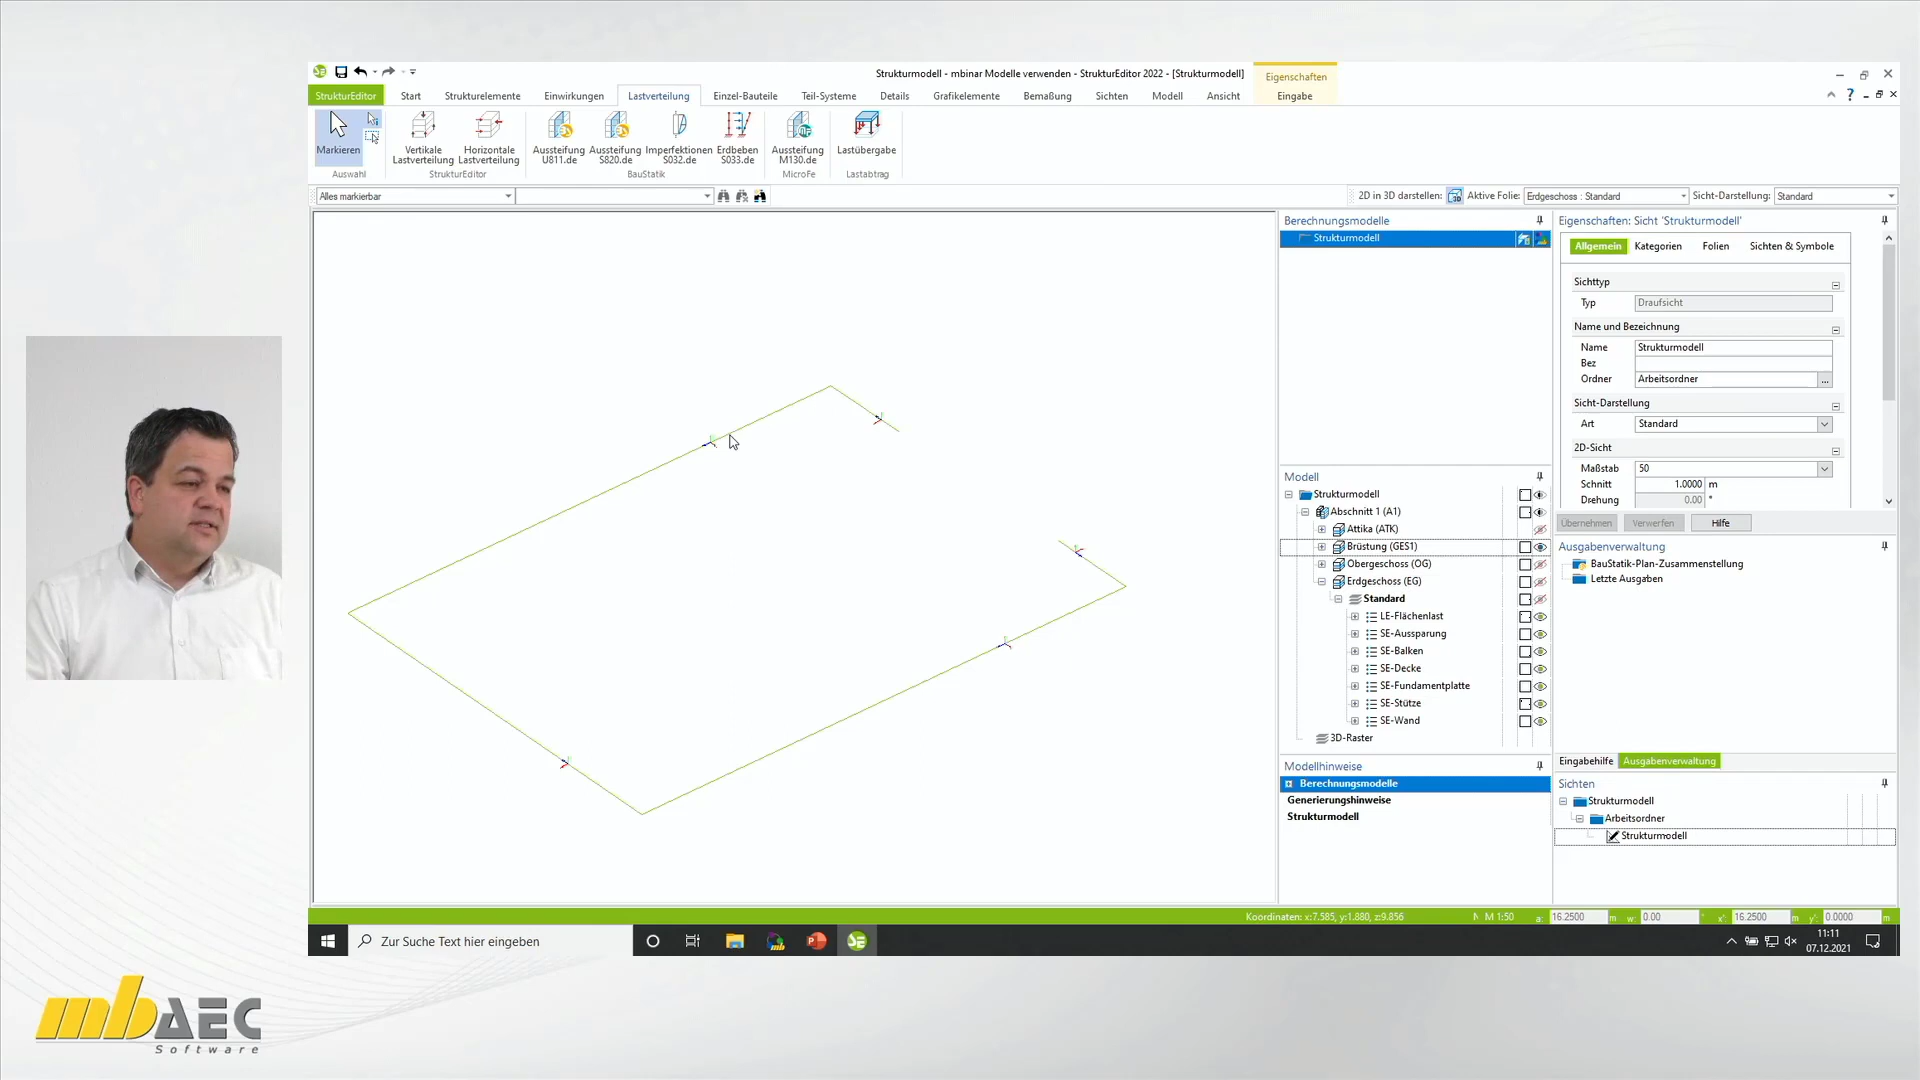 Strukturmodell - mbinar Modelle verwenden - StrukturEditor 2022 - [Strukturmodell]
Eigenschaften
StrukturEditor Start Strukturelemente Einwirkungen Lastverteilung Einzel-Bauteile Teil-Systeme Details Grafikelemente Bemaßung Sichten Modell Ansicht Eingabe
Markieren
Vertikale Lastverteilung
Horizontale Lastverteilung
Aussteifung U811.de
Aussteifung S820.de
Imperfektionen S032.de
Erdbeben S033.de
Aussteifung M130.de
Lastübergabe
Auswahl StrukturEditor BauStatik MicroFe Lastabtrag
Alles markierbar
2D in 3D darstellen: 3D Aktive Folie: Erdgeschoss : Standard Sicht-Darstellung: Standard
Berechnungsmodelle
Strukturmodell
Modell
Strukturmodell
Abschnitt 1 (A1)
Attika (ATK)
Brüstung (GES1)
Obergeschoss (OG)
Erdgeschoss (EG)
Standard
LE-Flächenlast
SE-Aussparung
SE-Balken
SE-Decke
SE-Fundamentplatte
SE-Stütze
SE-Wand
3D-Raster
Modellhinweise
Berechnungsmodelle
Generierungshinweise
Strukturmodell
Eigenschaften: Sicht 'Strukturmodell'
Allgemein Kategorien Folien Sichten & Symbole
Sichttyp
Typ Draufsicht
Name und Bezeichnung
Name Strukturmodell
Bez
Ordner Arbeitsordner ...
Sicht-Darstellung
Art Standard
2D-Sicht
Maßstab 50
Schnitt 1.0000 m
Drehung 0.00 °
Übernehmen Verwerfen Hilfe
Ausgabenverwaltung
BauStatik-Plan-Zusammenstellung
Letzte Ausgaben
Eingabehilfe Ausgabenverwaltung
Sichten
Strukturmodell
Arbeitsordner
Strukturmodell
Koordinaten: x:7.585, y:1.880, z:9.856 N M 1:50 a: 16.2500 m w: 0.00 ° x': 16.2500 m y': 0.0000 m
Zur Suche Text hier eingeben
11:11
07.12.2021
mb AEC
Software